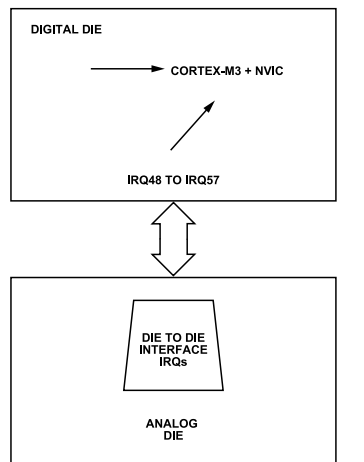 DIGITAL DIE
CORTEX-M3 + NVIC
IRQ48 TO IRQ57
DIE TO DIE
INTERFACE
IRQs
ANALOG
DIE